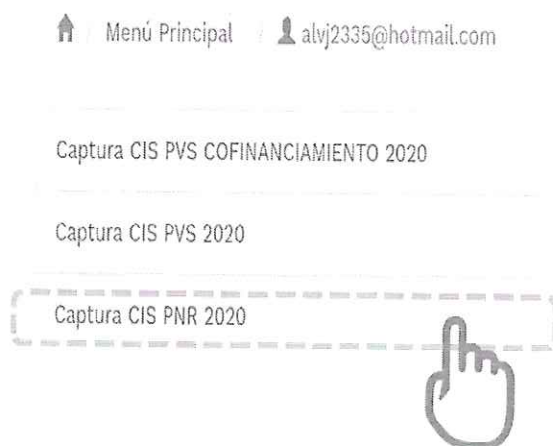 Menú Principal alvj2335@hotmail.com
Captura CIS PVS COFINANCIAMIENTO 2020
Captura CIS PVS 2020
Captura CIS PNR 2020